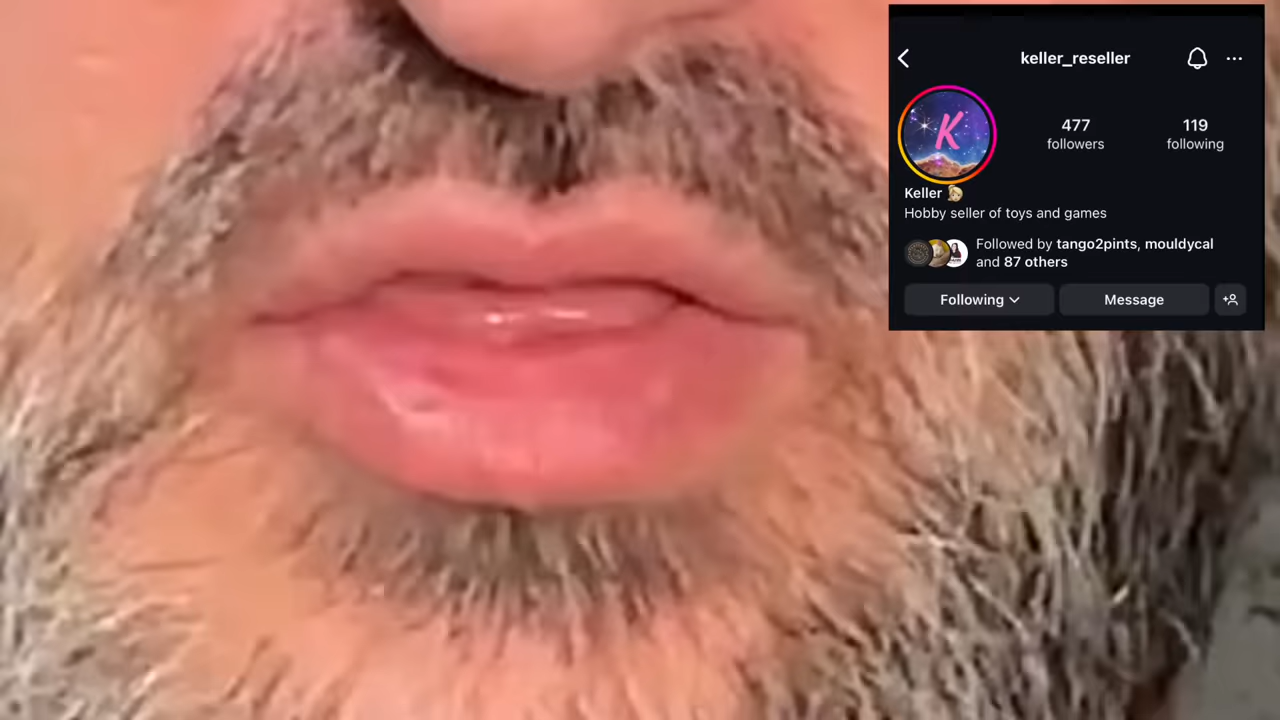 keller_reseller
K
477
followers
119
following
Keller
Hobby seller of toys and games
Followed by tango2pints, mouldycal
and 87 others
Following
Message